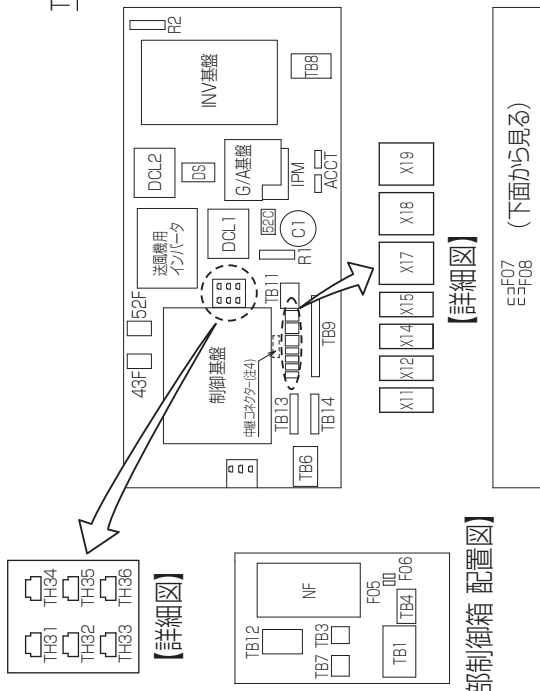 R2
INV基盤
TB8
DCL2
DS
G/A基盤
IPM
ACCT
送風機用
インバータ
DCL1
52C
C1
R1
52F
43F
制御基盤
TB11
中継コネクター(注4)
TB9
TB13
TB14
TB6
X11
X12
X14
X15
X17
X18
X19
【詳細図】
TH31
TH32
TH33
TH34
TH35
TH36
【詳細図】
TB12
NF
TB7
TB3
F05
F06
TB1
TB4
部制御箱 配置図】
F07
F08
(下面から見る)